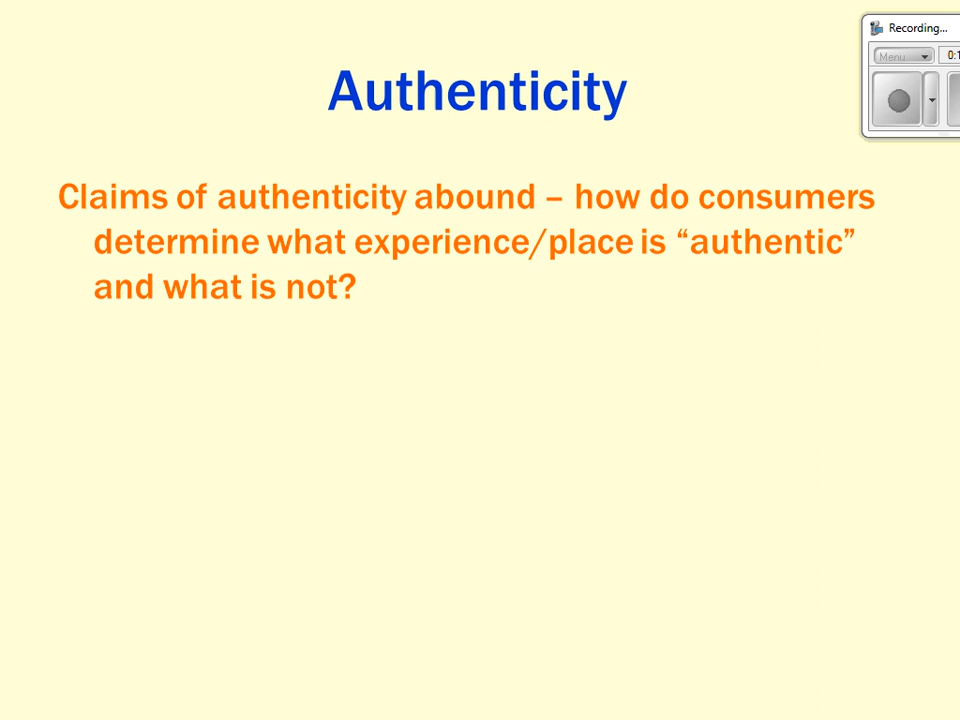 Recording...
Menu
Authenticity
Claims of authenticity abound – how do consumers
determine what experience/place is “authentic”
and what is not?